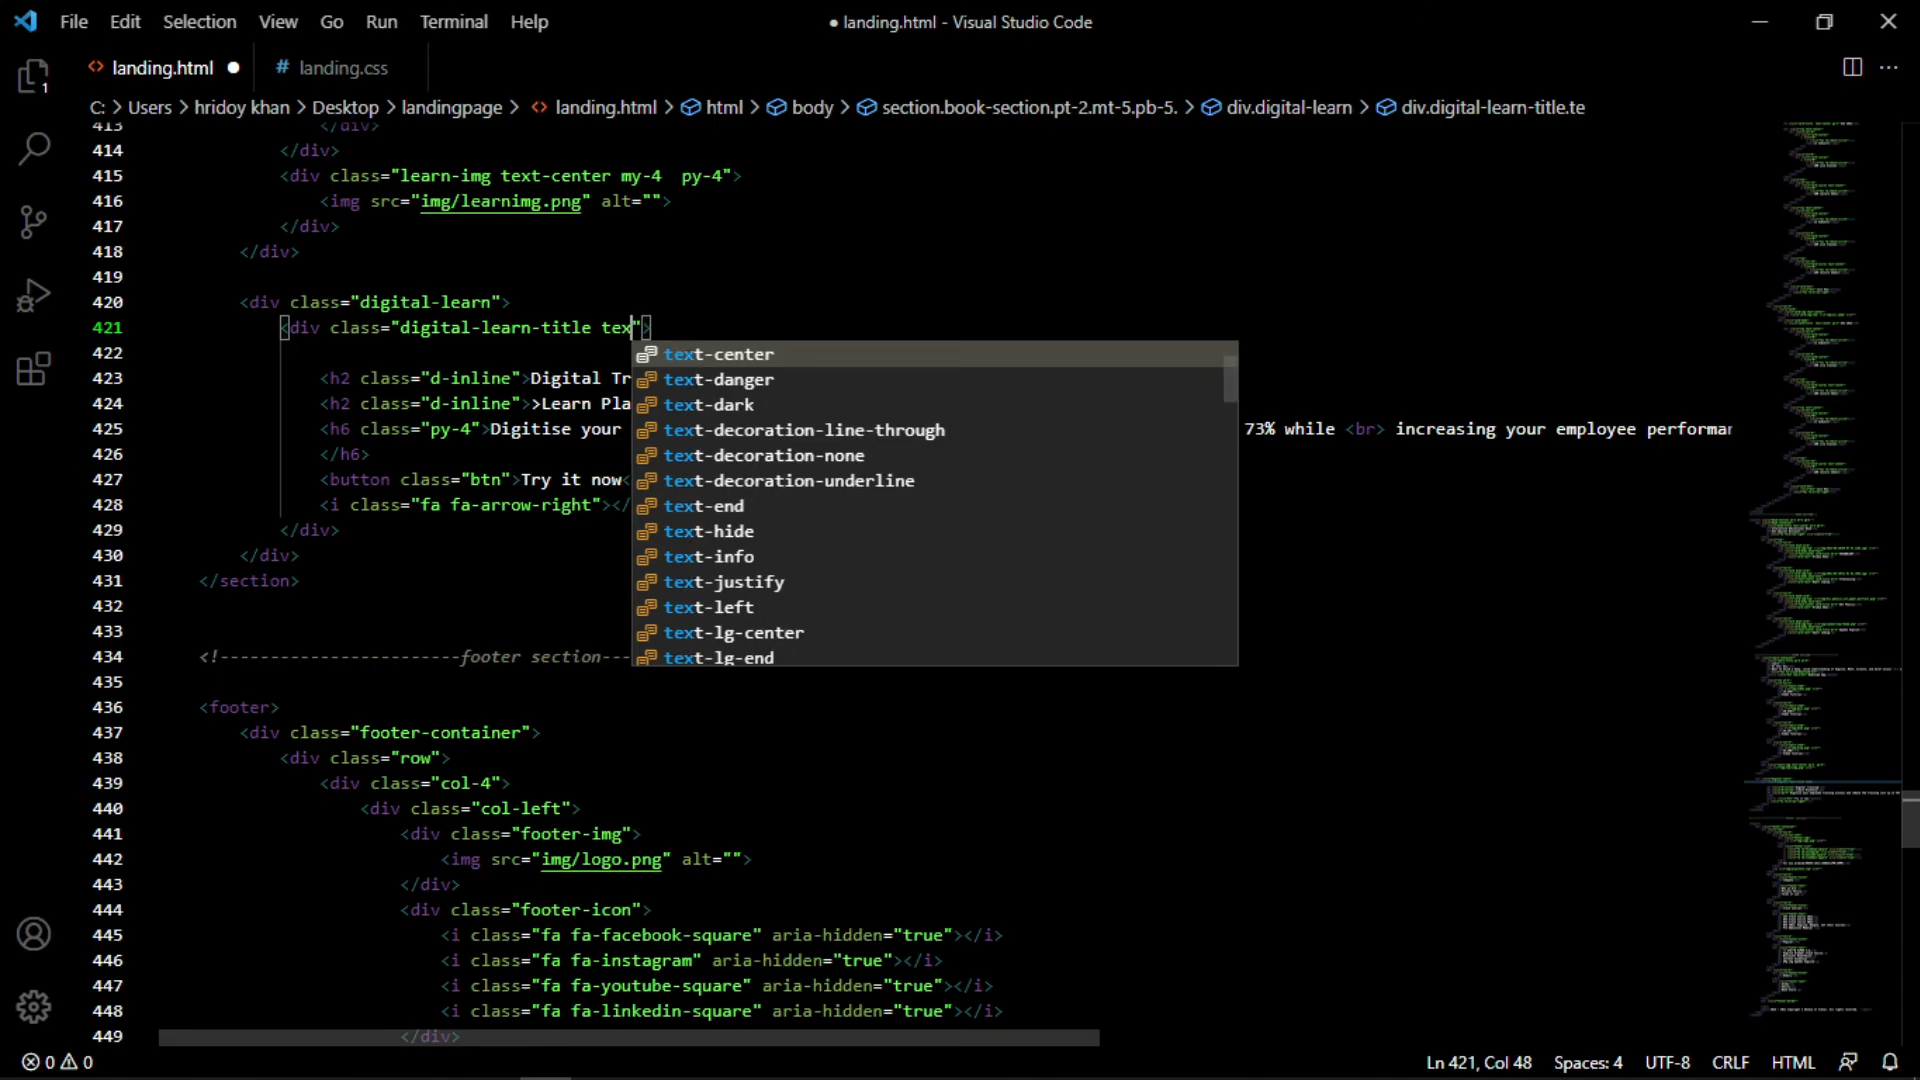 File Edit Selection View Go Run Terminal Help
● landing.html - Visual Studio Code
<> landing.html ●
# landing.css
1
C: > Users > hridoy khan > Desktop > landingpage > <> landing.html > html > body > section.book-section.pt-2.mt-5.pb-5. > div.digital-learn > div.digital-learn-title.te
413 </div>
414 </div>
415 <div class="learn-img text-center my-4  py-4">
416 <img src="img/learnimg.png" alt="">
417 </div>
418 </div>
419
420 <div class="digital-learn">
421 <div class="digital-learn-title tex">
422
423 <h2 class="d-inline">Digital Tr
424 <h2 class="d-inline">>Learn Pla
425 <h6 class="py-4">Digitise your 73% while <br> increasing your employee performan
426 </h6>
427 <button class="btn">Try it now<
428 <i class="fa fa-arrow-right"></
429 </div>
430 </div>
431 </section>
432
433
434 <!------------------------footer section---
435
436 <footer>
437 <div class="footer-container">
438 <div class="row">
439 <div class="col-4">
440 <div class="col-left">
441 <div class="footer-img">
442 <img src="img/logo.png" alt="">
443 </div>
444 <div class="footer-icon">
445 <i class="fa fa-facebook-square" aria-hidden="true"></i>
446 <i class="fa fa-instagram" aria-hidden="true"></i>
447 <i class="fa fa-youtube-square" aria-hidden="true"></i>
448 <i class="fa fa-linkedin-square" aria-hidden="true"></i>
449 </div>
text-center
text-danger
text-dark
text-decoration-line-through
text-decoration-none
text-decoration-underline
text-end
text-hide
text-info
text-justify
text-left
text-lg-center
text-lg-end
0 0
Ln 421, Col 48 Spaces: 4 UTF-8 CRLF HTML